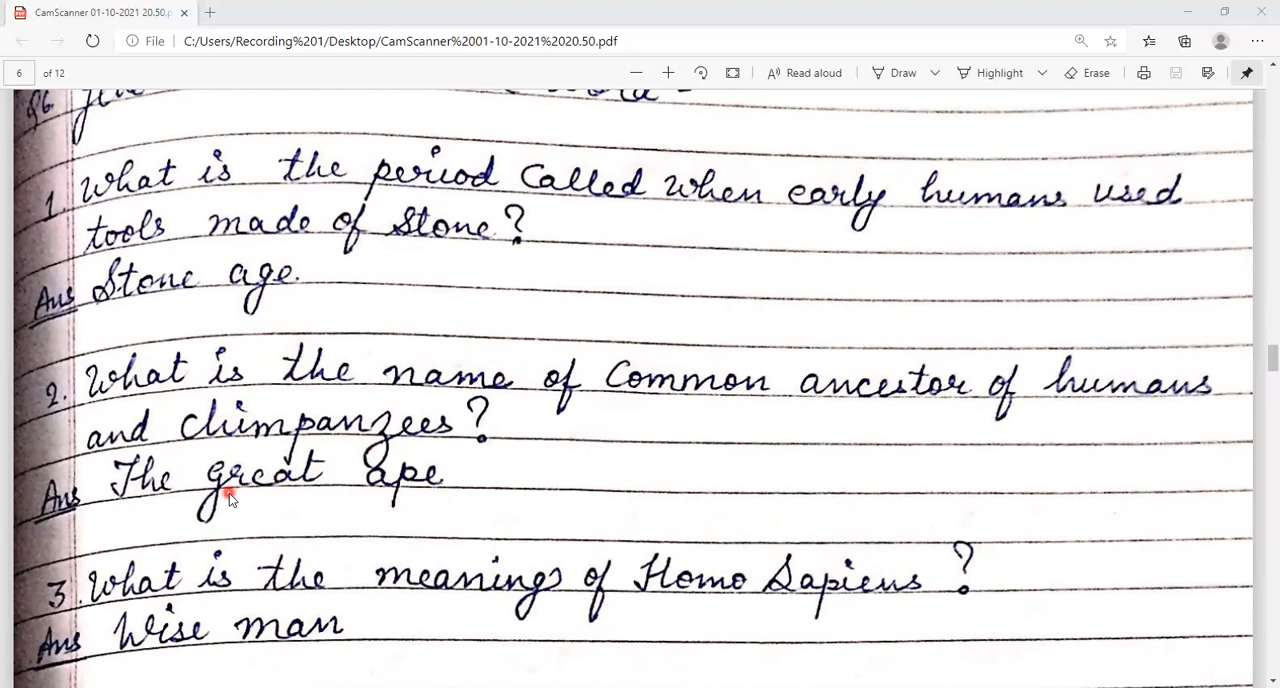 CamScanner 01-10-2021 20.50.p
File C:/Users/Recording%201/Desktop/CamScanner%2001-10-2021%2020.50.pdf
6 of 12 Read aloud Draw Highlight Erase
Q6.
1. What is the period Called when early humans used
tools made of Stone?
Ans Stone age.
2. What is the name of Common ancestor of humans
and chimpanzees?
Ans The great ape
3. What is the meaning of Homo Sapiens?
Ans Wise man